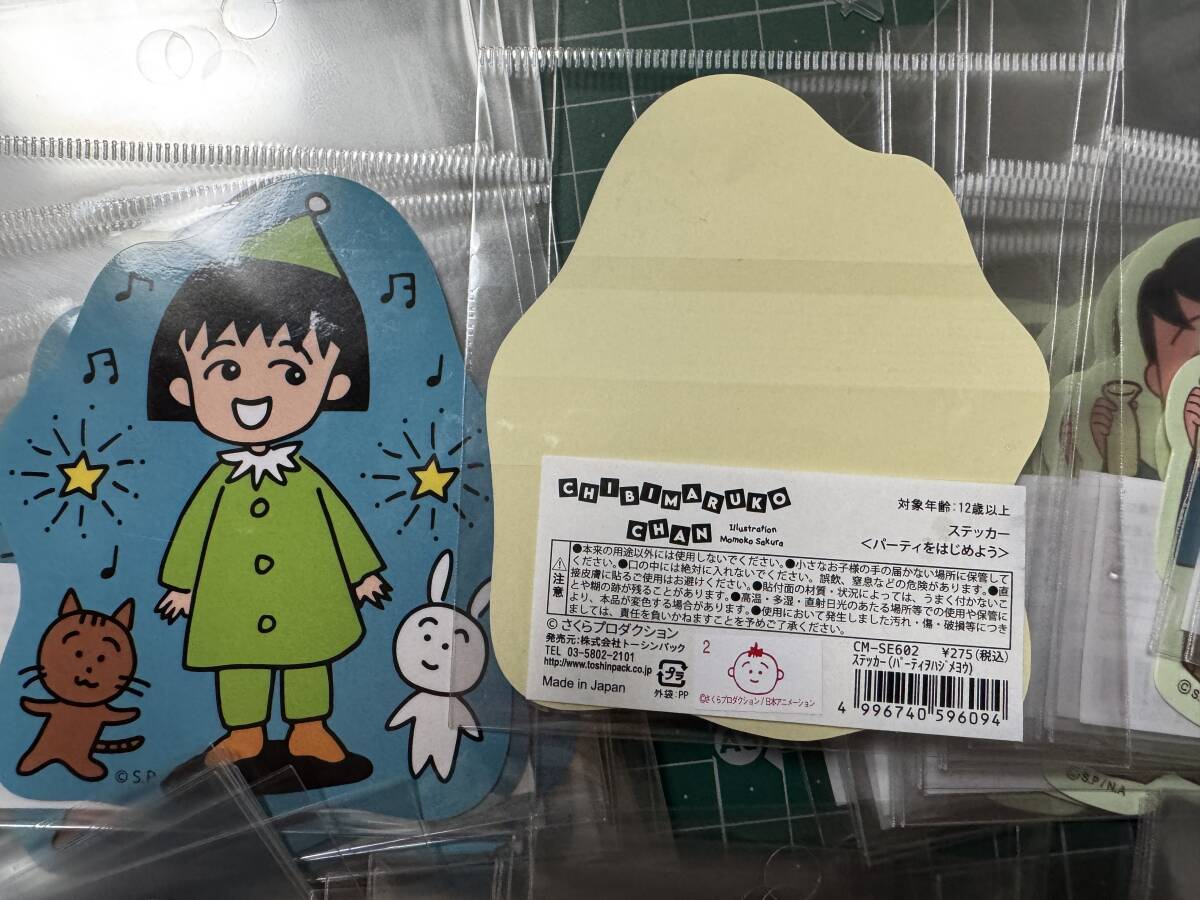 CHIBIMARUKO
CHAN
Illustration
Momoko Sakura
対象年齢:12歳以上
ステッカー
<パーティをはじめよう>
⚠注意
●本来の用途以外には使用しないでください。●小さなお子様の手の届かない場所に保管して
ください。●口の中には絶対に入れないでください。誤飲、窒息などの危険があります。●直
接皮膚に貼るご使用はお避けください。●貼付面の材質・状況によっては、うまく付かないこ
とや糊の跡が残ることがあります。●高温・多湿・直射日光のあたる場所等での使用や保管に
より、本品が変色する場合があります。●使用において発生しました汚れ・傷・破損等につき
ましては、責任を負いかねますことを予めご了承ください。
©さくらプロダクション
発売元:株式会社トーシンパック
TEL 03-5802-2101
http://www.toshinpack.co.jp
Made in Japan
プラ
外袋:PP
2
©さくらプロダクション/日本アニメーション
CM-SE602 ¥275(税込)
ステッカー(パーティヲハジメヨウ)
4 996740 596094
©S.P
©S.P/N.A